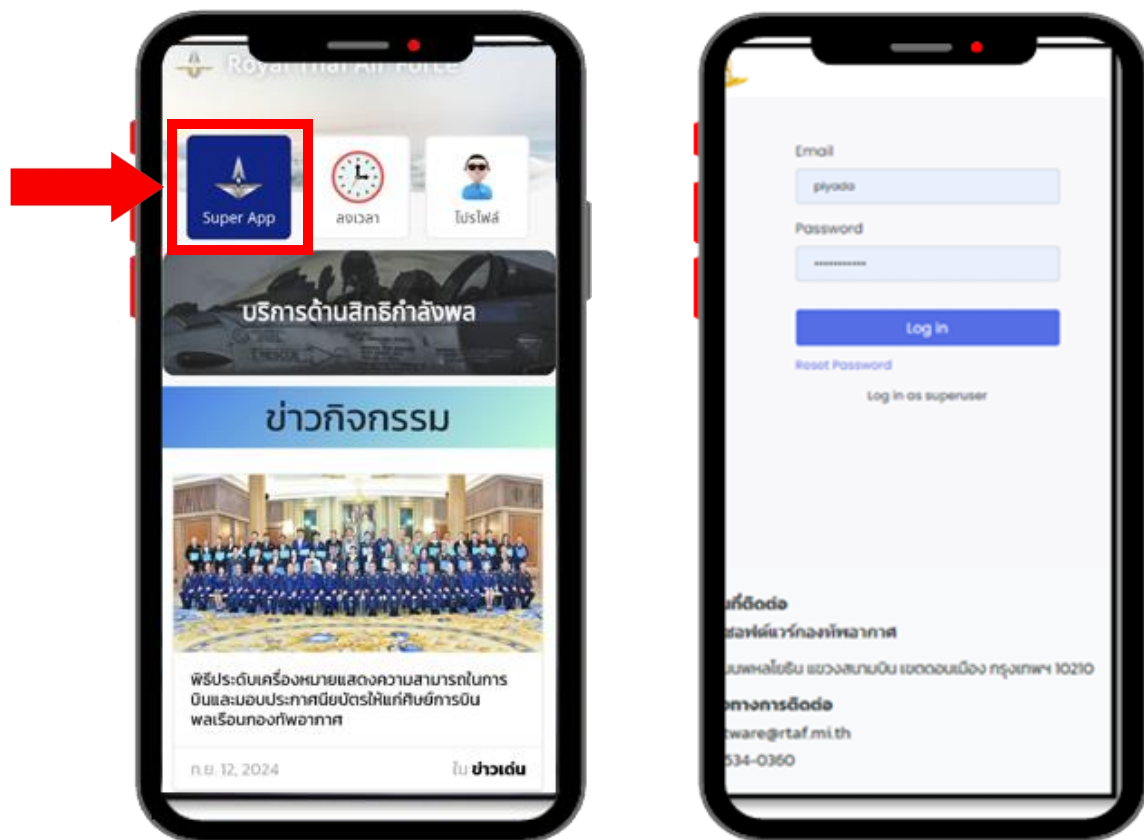 Royal Thai Air Force
Super App
ลงเวลา
โปรไฟล์
บริการด้านสิทธิกำลังพล
RESCUE
ข่าวกิจกรรม
พิธีประดับเครื่องหมายแสดงความสามารถในการ
บินและมอบประกาศนียบัตรให้แก่ศิษย์การบิน
พลเรือนกองทัพอากาศ
ก.ย. 12, 2024
ใน ข่าวเด่น
Email
piyada
Password
Log in
Reset Password
Log in as superuser
นที่ติดต่อ
ซอฟต์แวร์กองทัพอากาศ
นนพหลโยธิน แขวงสนามบิน เขตดอนเมือง กรุงเทพฯ 10210
งทางการติดต่อ
tware@rtaf.mi.th
534-0360